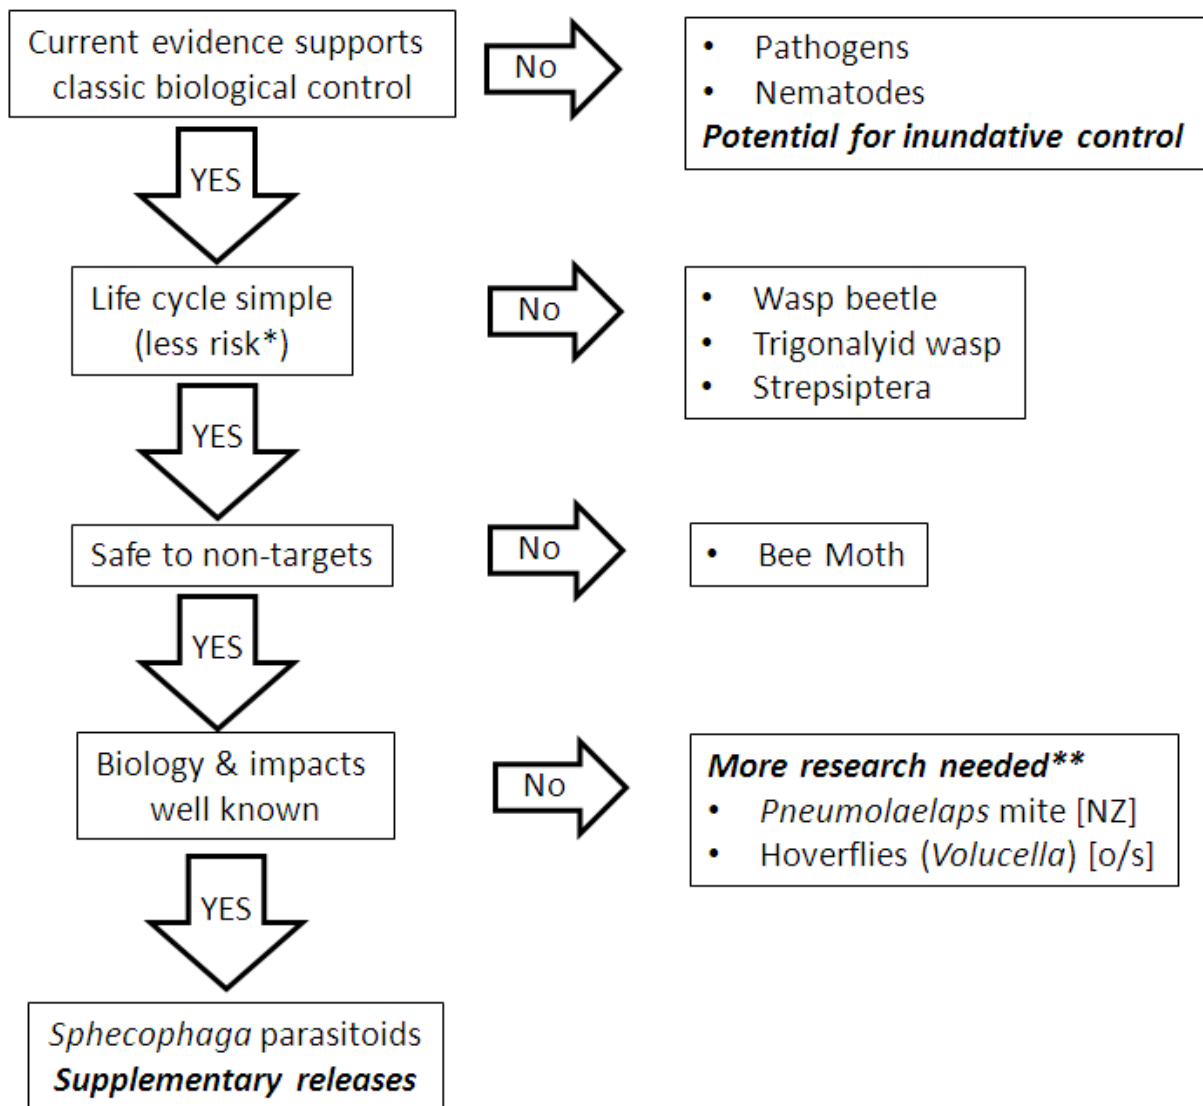 Current evidence supports
classic biological control
No
• Pathogens
• Nematodes
Potential for inundative control
YES
Life cycle simple
(less risk*)
No
• Wasp beetle
• Trigonalyid wasp
• Strepsiptera
YES
Safe to non-targets
No
• Bee Moth
YES
Biology & impacts
well known
No
More research needed**
• Pneumolaelaps mite [NZ]
• Hoverflies (Volucella) [o/s]
YES
Sphecophaga parasitoids
Supplementary releases